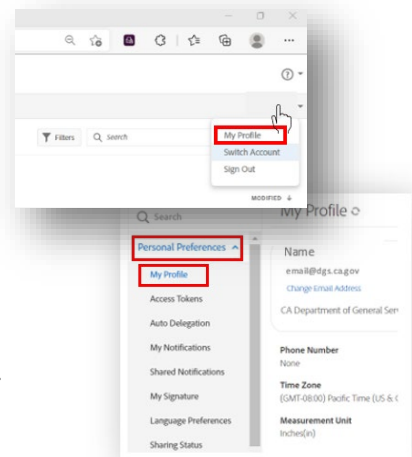 Filters
Search
My Profile
Switch Account
Sign Out
MODIFIED
Search
Personal Preferences
My Profile
Access Tokens
Auto Delegation
My Notifications
Shared Notifications
My Signature
Language Preferences
Sharing Status
My Profile
Name
email@dgs.ca.gov
Change Email Address
CA Department of General Ser
Phone Number
None
Time Zone
(GMT-08:00) Pacific Time (US &
Measurement Unit
Inches(in)